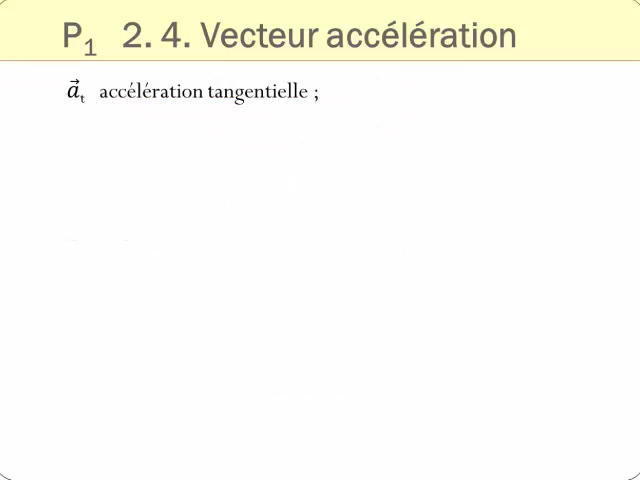 P₁ 2. 4. Vecteur accélération
a⃗ₜ accélération tangentielle ;